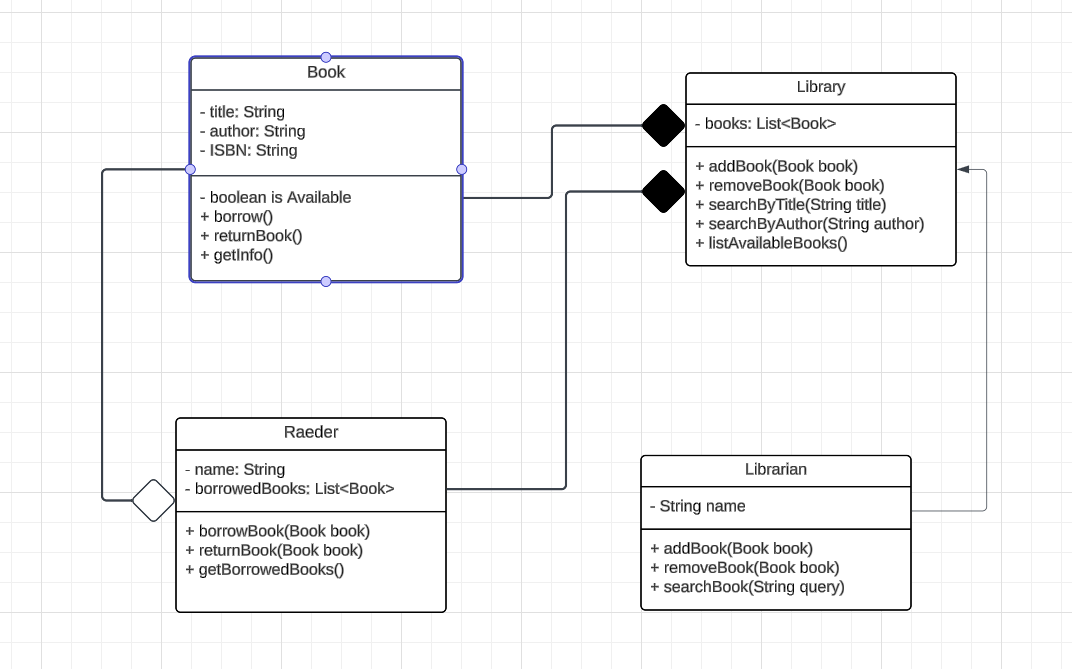 Book
- title: String
- author: String
- ISBN: String
- boolean is Available
+ borrow()
+ returnBook()
+ getInfo()
Library
- books: List<Book>
+ addBook(Book book)
+ removeBook(Book book)
+ searchByTitle(String title)
+ searchByAuthor(String author)
+ listAvailableBooks()
Raeder
- name: String
- borrowedBooks: List<Book>
+ borrowBook(Book book)
+ returnBook(Book book)
+ getBorrowedBooks()
Librarian
- String name
+ addBook(Book book)
+ removeBook(Book book)
+ searchBook(String query)